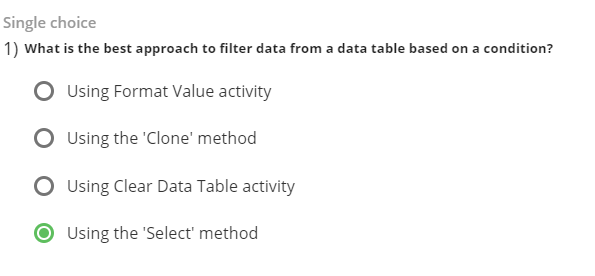 Single choice
1) What is the best approach to filter data from a data table based on a condition?
Using Format Value activity
Using the 'Clone' method
Using Clear Data Table activity
Using the 'Select' method